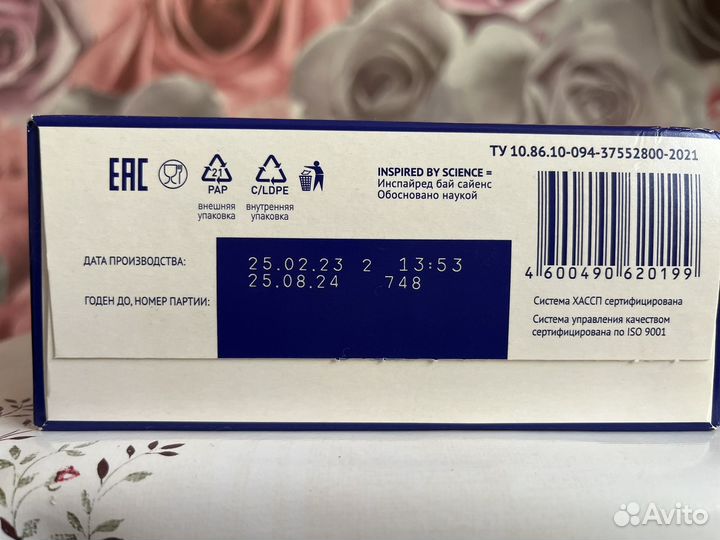 ТУ 10.86.10-094-37552800-2021
EAC
21
PAP
внешняя
упаковка
C/LDPE
внутренняя
упаковка
INSPIRED BY SCIENCE =
Инспайред бай сайенс
Обосновано наукой
ДАТА ПРОИЗВОДСТВА:
25.02.23 2 13:53
ГОДЕН ДО, НОМЕР ПАРТИИ:
25.08.24 748
4 600490 620199
Система ХАССП сертифицирована
Система управления качеством
сертифицирована по ISO 9001
Avito